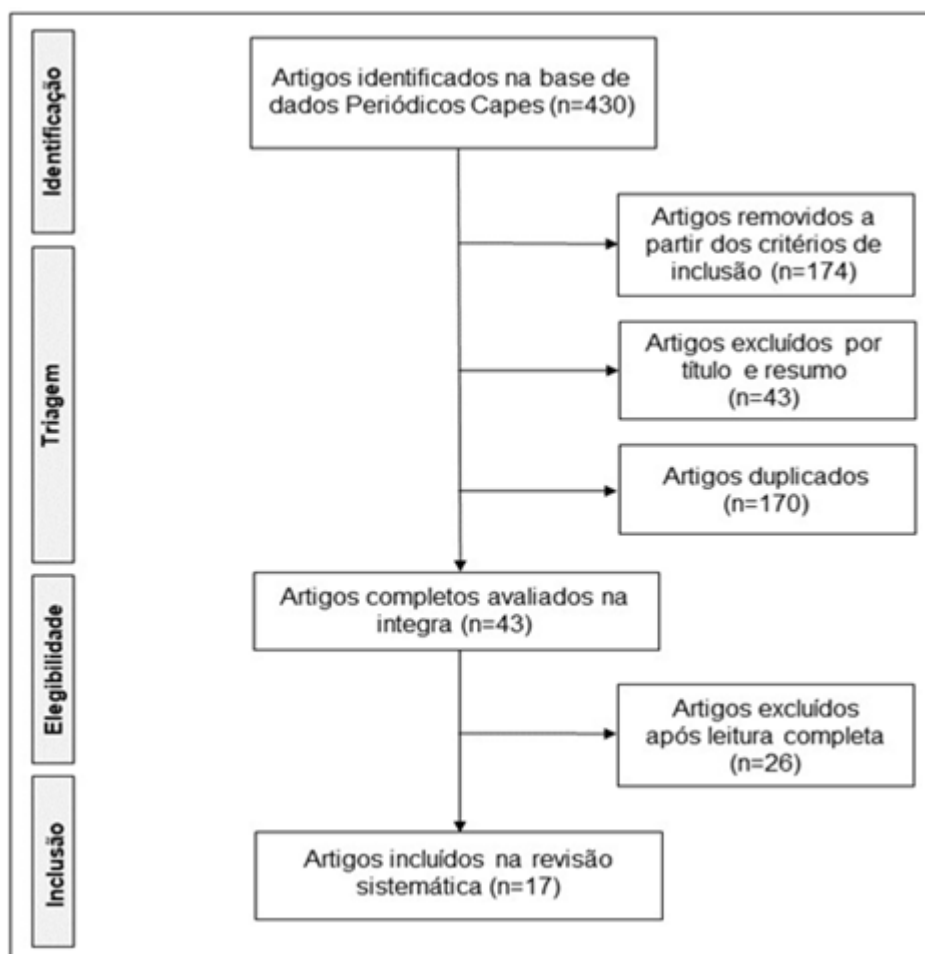 Identificação
Artigos identificados na base de
dados Periódicos Capes (n=430)
Artigos removidos a
partir dos critérios de
inclusão (n=174)
Triagem
Artigos excluídos por
título e resumo
(n=43)
Artigos duplicados
(n=170)
Elegibilidade
Artigos completos avaliados na
integra (n=43)
Artigos excluídos
após leitura completa
(n=26)
Inclusão
Artigos incluídos na revisão
sistemática (n=17)